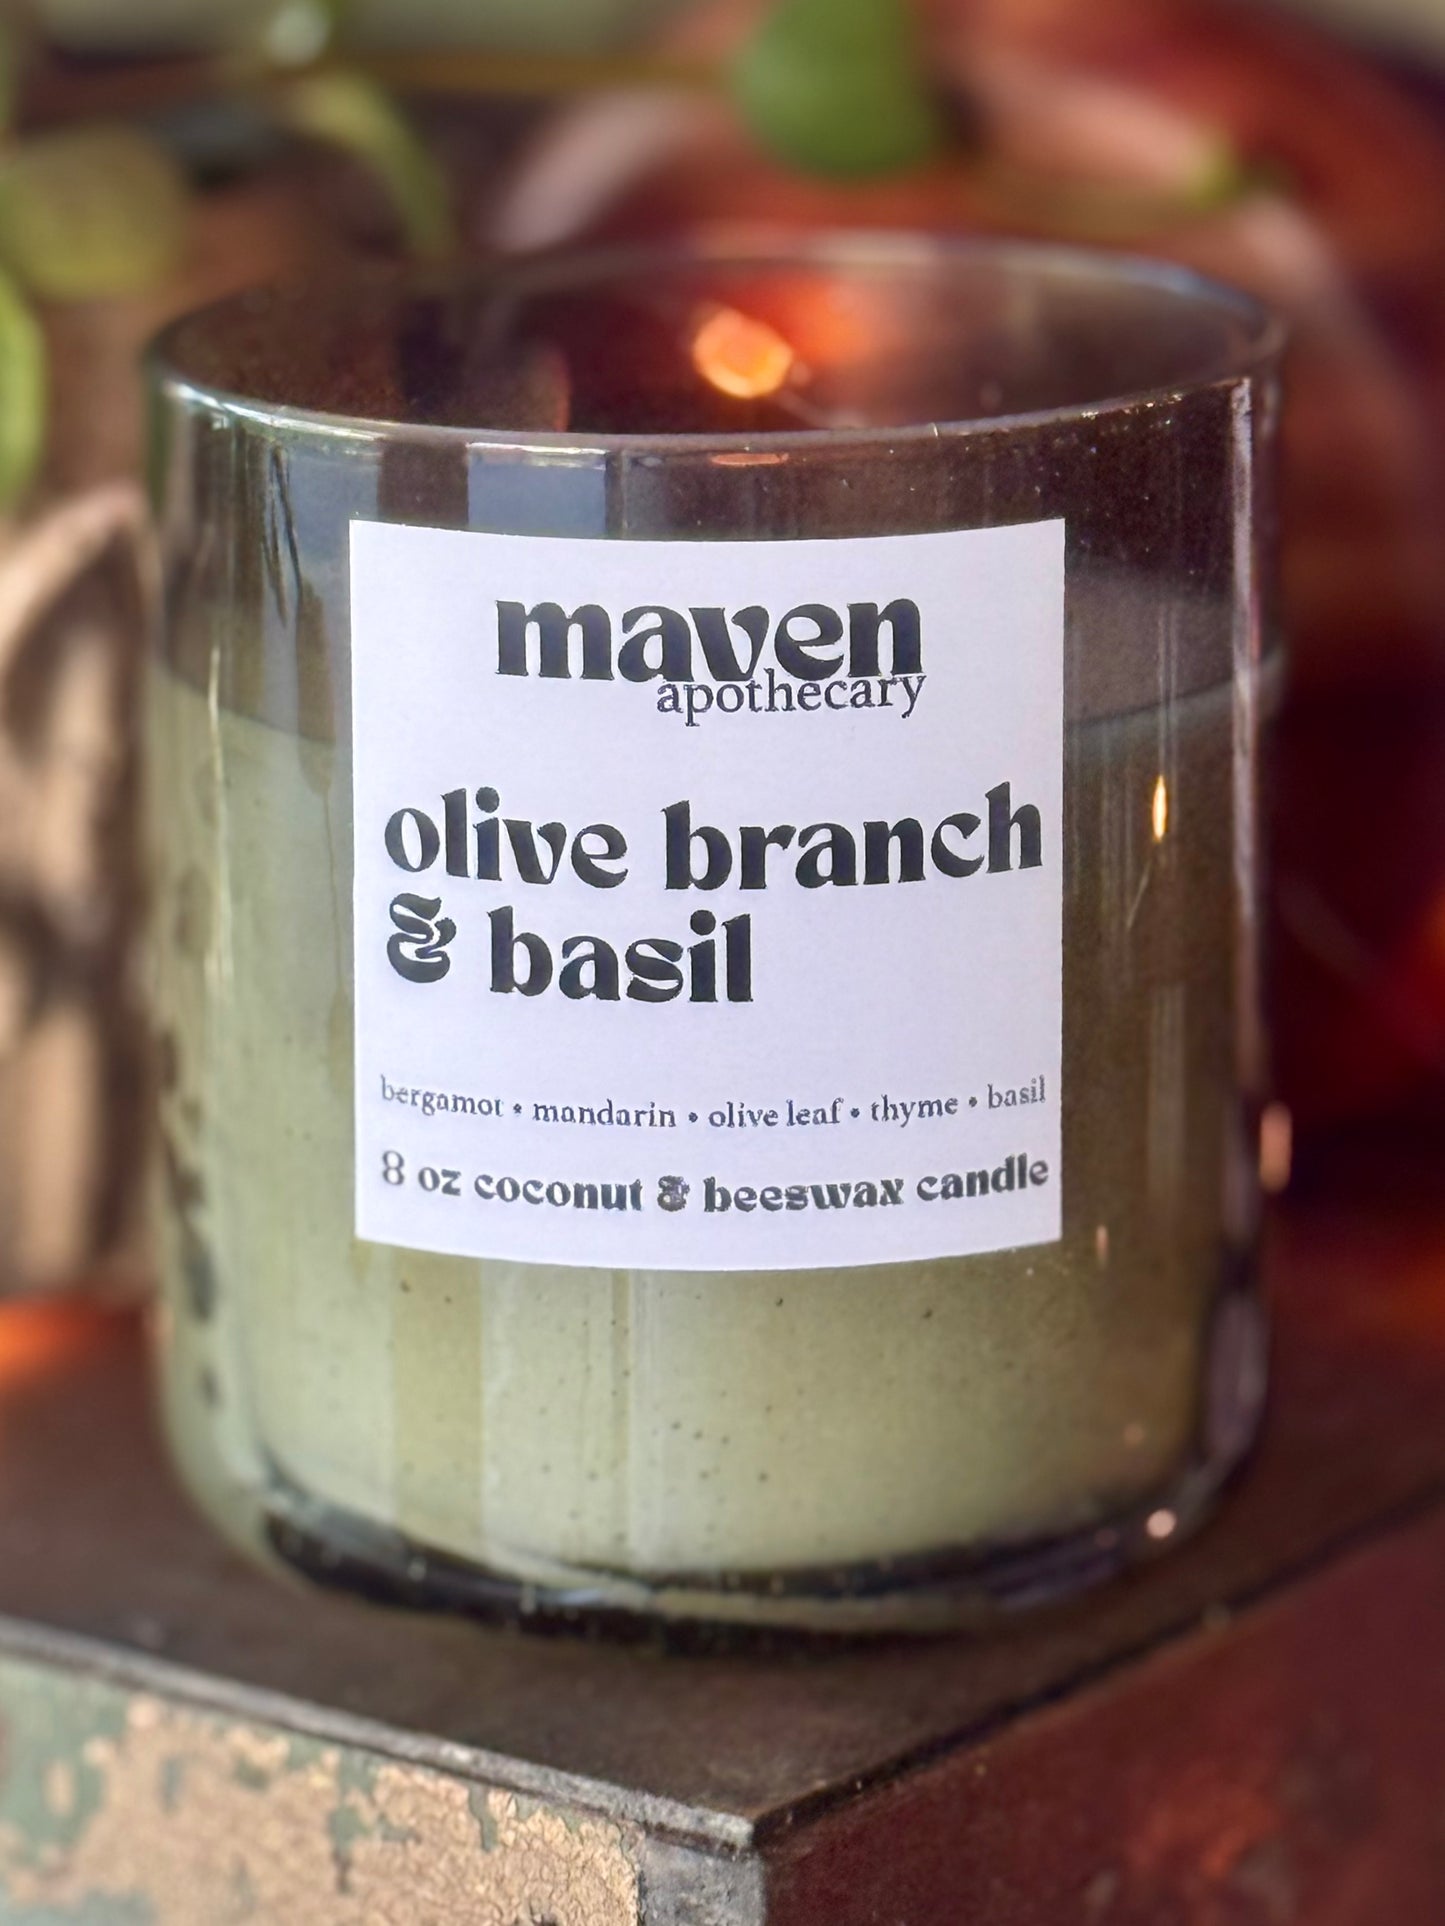 maven
apothecary
olive branch
& basil
bergamot • mandarin • olive leaf • thyme • basil
8 oz coconut & beeswax candle